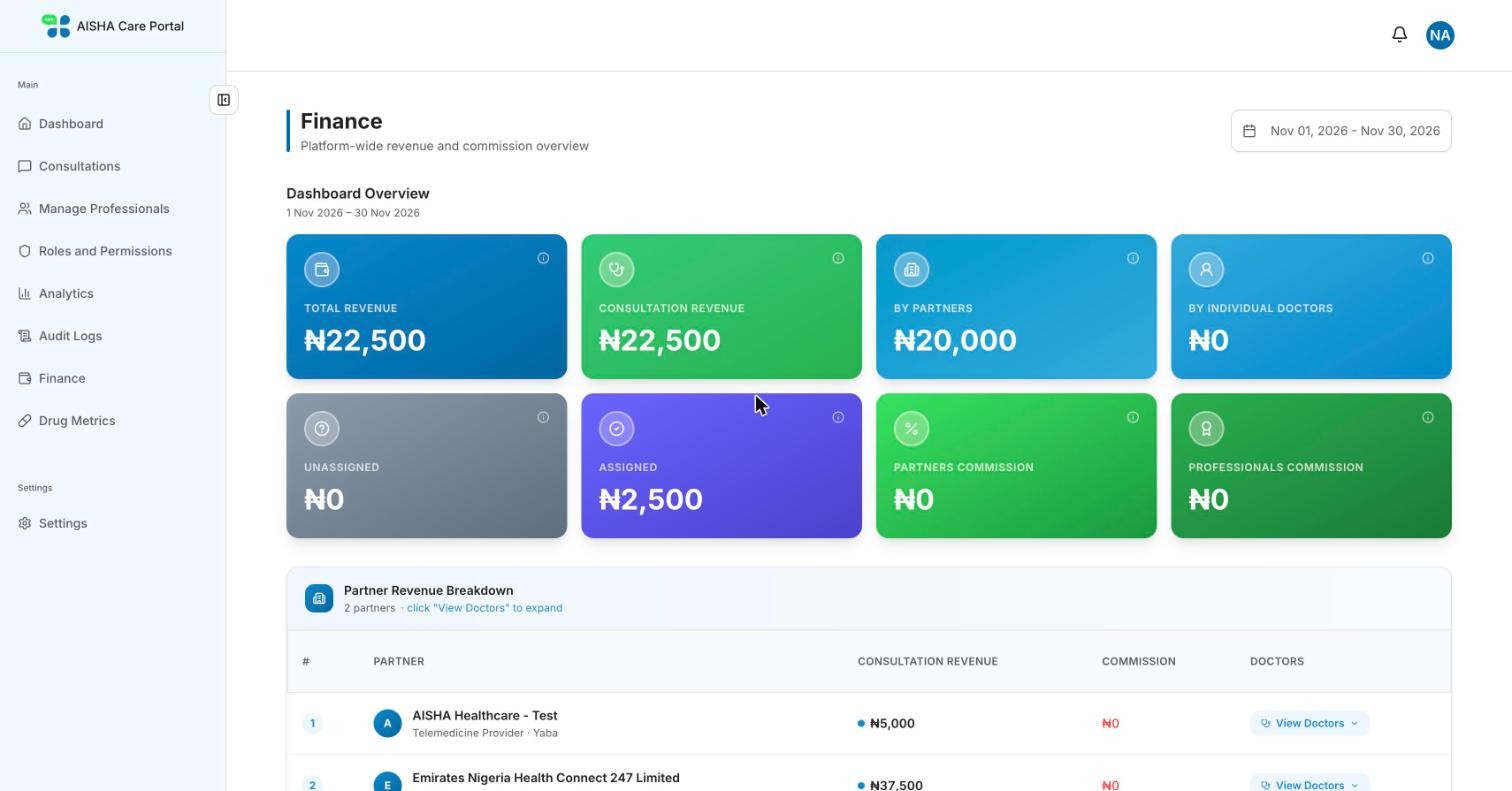 AISHA Care Portal
NA
Main
Dashboard
Consultations
Manage Professionals
Roles and Permissions
Analytics
Audit Logs
Finance
Drug Metrics
Settings
Settings
Finance
Platform-wide revenue and commission overview
Nov 01, 2026 - Nov 30, 2026
Dashboard Overview
1 Nov 2026 – 30 Nov 2026
TOTAL REVENUE
₦22,500
CONSULTATION REVENUE
₦22,500
BY PARTNERS
₦20,000
BY INDIVIDUAL DOCTORS
₦0
UNASSIGNED
₦0
ASSIGNED
₦2,500
PARTNERS COMMISSION
₦0
PROFESSIONALS COMMISSION
₦0
Partner Revenue Breakdown
2 partners · click "View Doctors" to expand
# PARTNER CONSULTATION REVENUE COMMISSION DOCTORS
1 A AISHA Healthcare - Test ₦5,000 ₦0 View Doctors
Telemedicine Provider · Yaba
2 E Emirates Nigeria Health Connect 247 Limited ₦37,500 ₦0 View Doctors